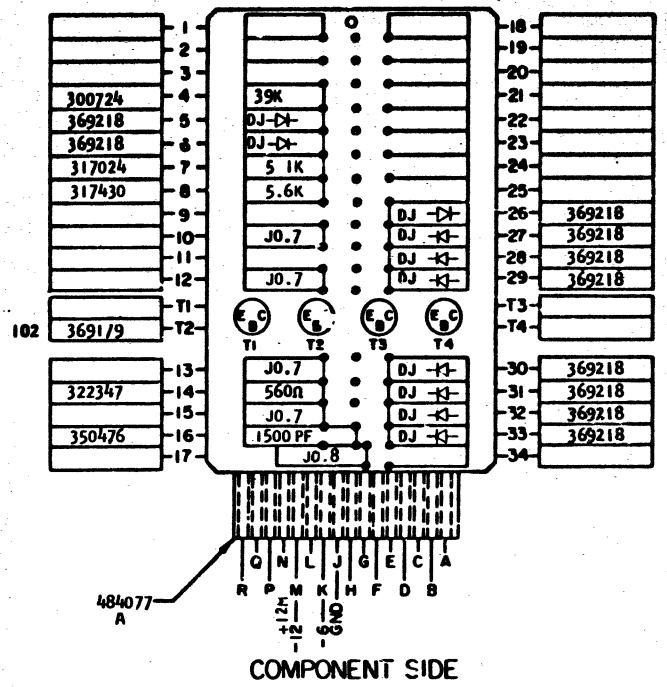 1 18
2 19
3 20
300724 4 39K 21
369218 5 DJ 22
369218 6 DJ 23
317024 7 5 1K 24
317430 8 5.6K 25
9 DJ 26 369218
10 J0.7 DJ 27 369218
11 DJ 28 369218
12 J0.7 DJ 29 369218
T1 E B C E B C E B C E B C T3
102 3691/9 T2 T4
T1 T2 T3 T4
13 J0.7 DJ 30 369218
322347 14 560Ω DJ 31 369218
15 J0.7 DJ 32 369218
350476 16 1500 PF DJ 33 369218
17 J0.8 34
Q N L J G E C A
R P M K H F D B
484077
A
+12M
-12
-6
GND
COMPONENT SIDE